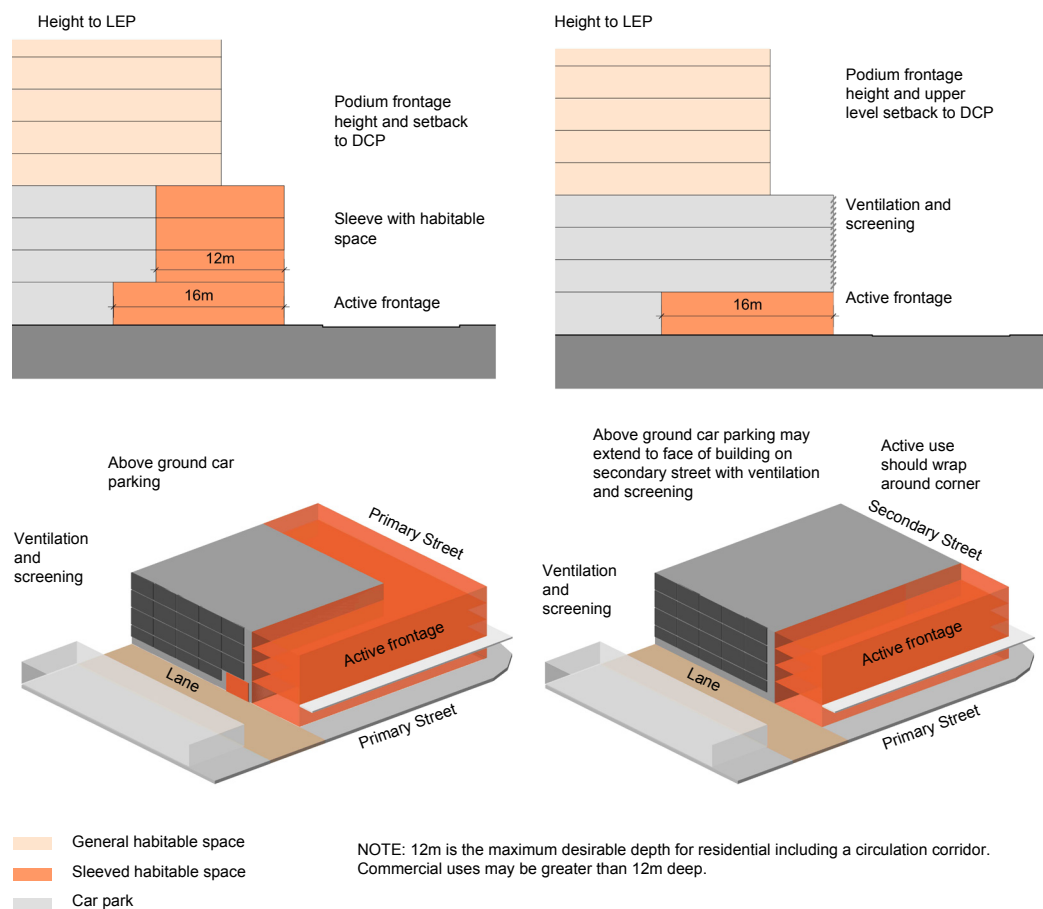 Height to LEP
Podium frontage
height and setback
to DCP
Sleeve with habitable
space
12m
16m
Active frontage
Height to LEP
Podium frontage
height and upper
level setback to DCP
Ventilation and
screening
Active frontage
16m
Above ground car
parking
Ventilation
and
screening
Primary Street
Active frontage
Lane
Primary Street
Above ground car parking may
extend to face of building on
secondary street with ventilation
and screening
Active use
should wrap
around corner
Secondary Street
Ventilation
and
screening
Active frontage
Lane
Primary Street
General habitable space
Sleeved habitable space
Car park
NOTE: 12m is the maximum desirable depth for residential including a circulation corridor.
Commercial uses may be greater than 12m deep.